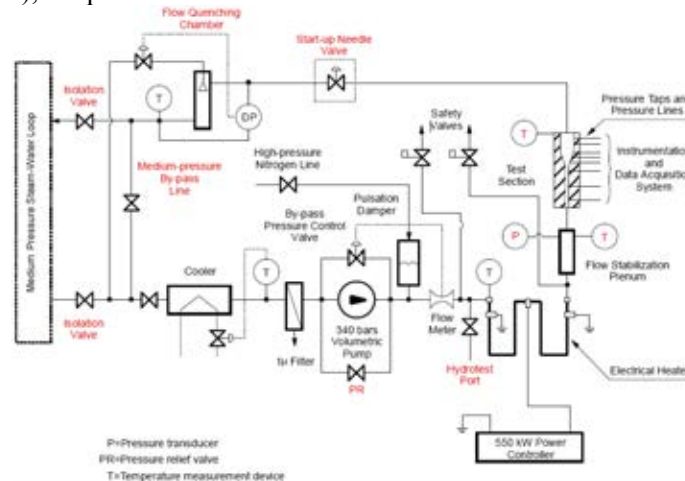 Flow Quenching
Chamber
Start-up Needle
Valve
Isolation
Valve
T
DP
Safety
Valves
Pressure Taps an
Pressure Lines
T
High-pressure
Nitrogen Line
Test
Section
Instrumentation
and
Data Acquisitio
System
Medium Pressure Steam-Water Loop
Medium-pressure
By-pass
Line
Pulsation
Damper
By-pass
Pressure Control
Valve
P
T
Cooler
T
T
Flow Stabilization
Plenum
Isolation
Valve
1μ Filter
340 bars
Volumetric
Pump
Flow
Meter
PR
Hydrotest
Port
Electrical Heate
550 kW Power
Controller
P=Pressure transducer
PR=Pressure relief valve
T=Temperature measurement device